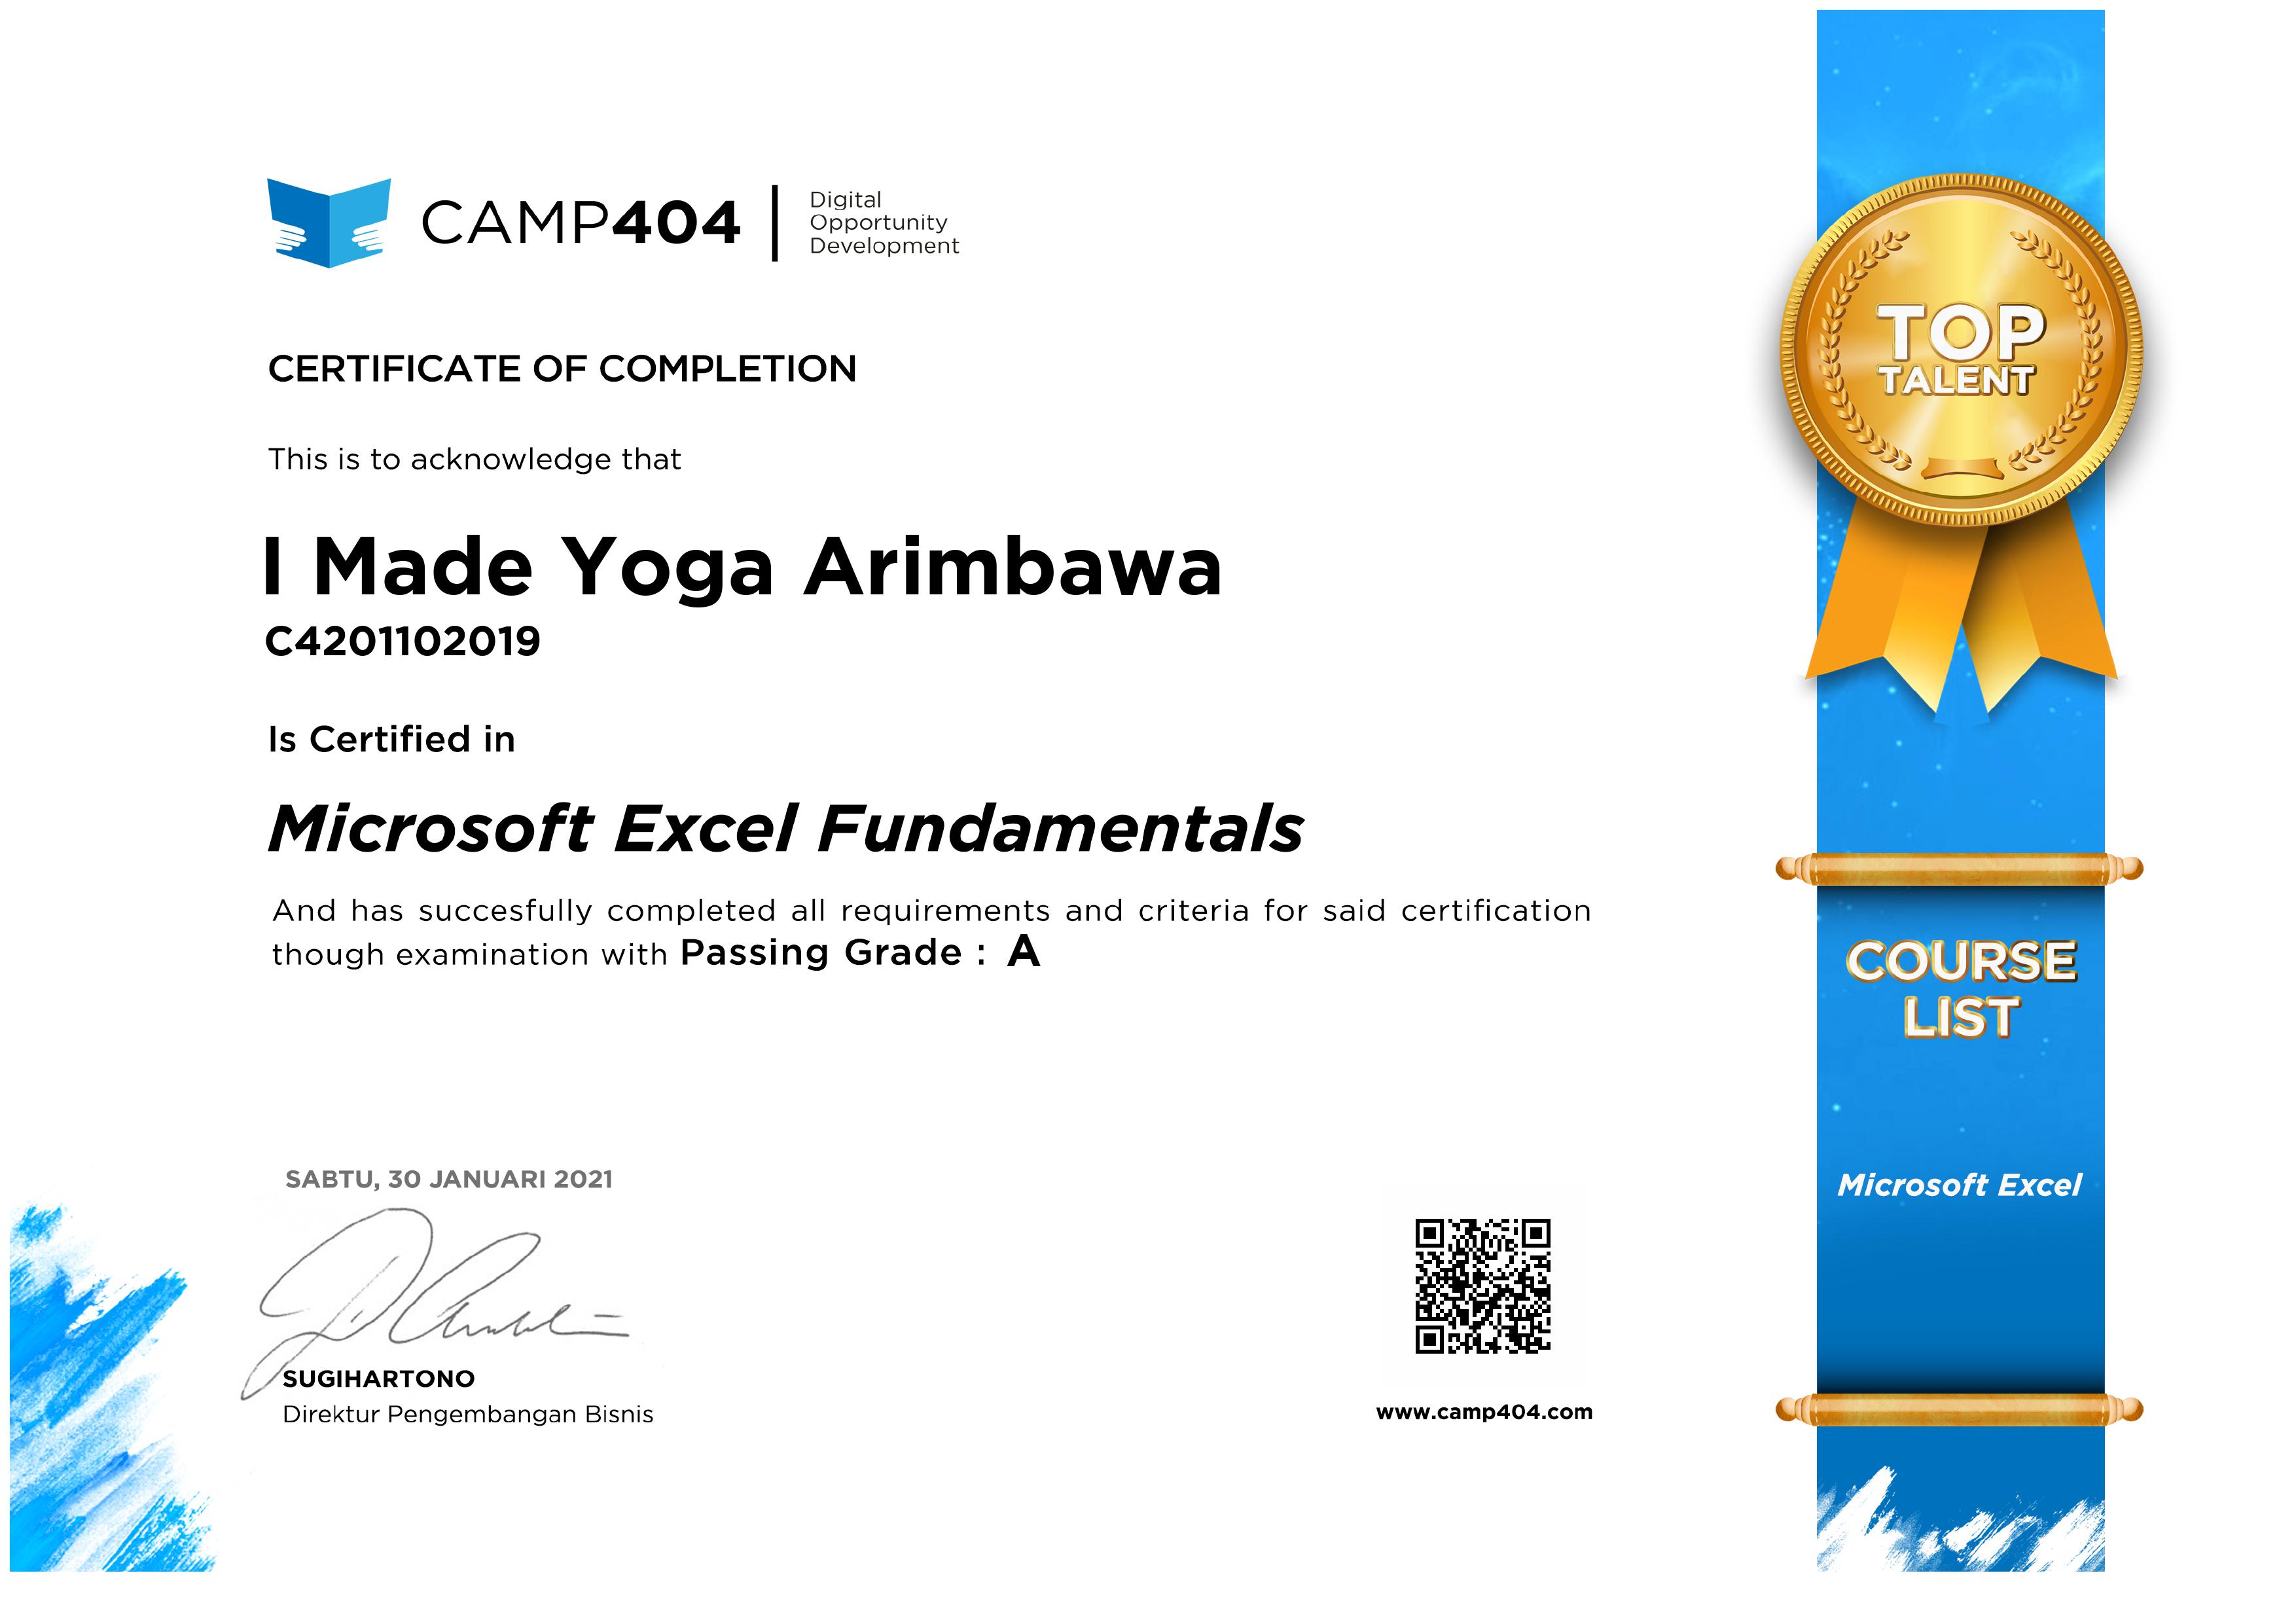 CAMP404
Digital
Opportunity
Development
CERTIFICATE OF COMPLETION
This is to acknowledge that
I Made Yoga Arimbawa
C4201102019
Is Certified in
Microsoft Excel Fundamentals
And has succesfully completed all requirements and criteria for said certification
though examination with Passing Grade : A
SABTU, 30 JANUARI 2021
SUGIHARTONO
Direktur Pengembangan Bisnis
www.camp404.com
TOP
TALENT
COURSE
LIST
Microsoft Excel